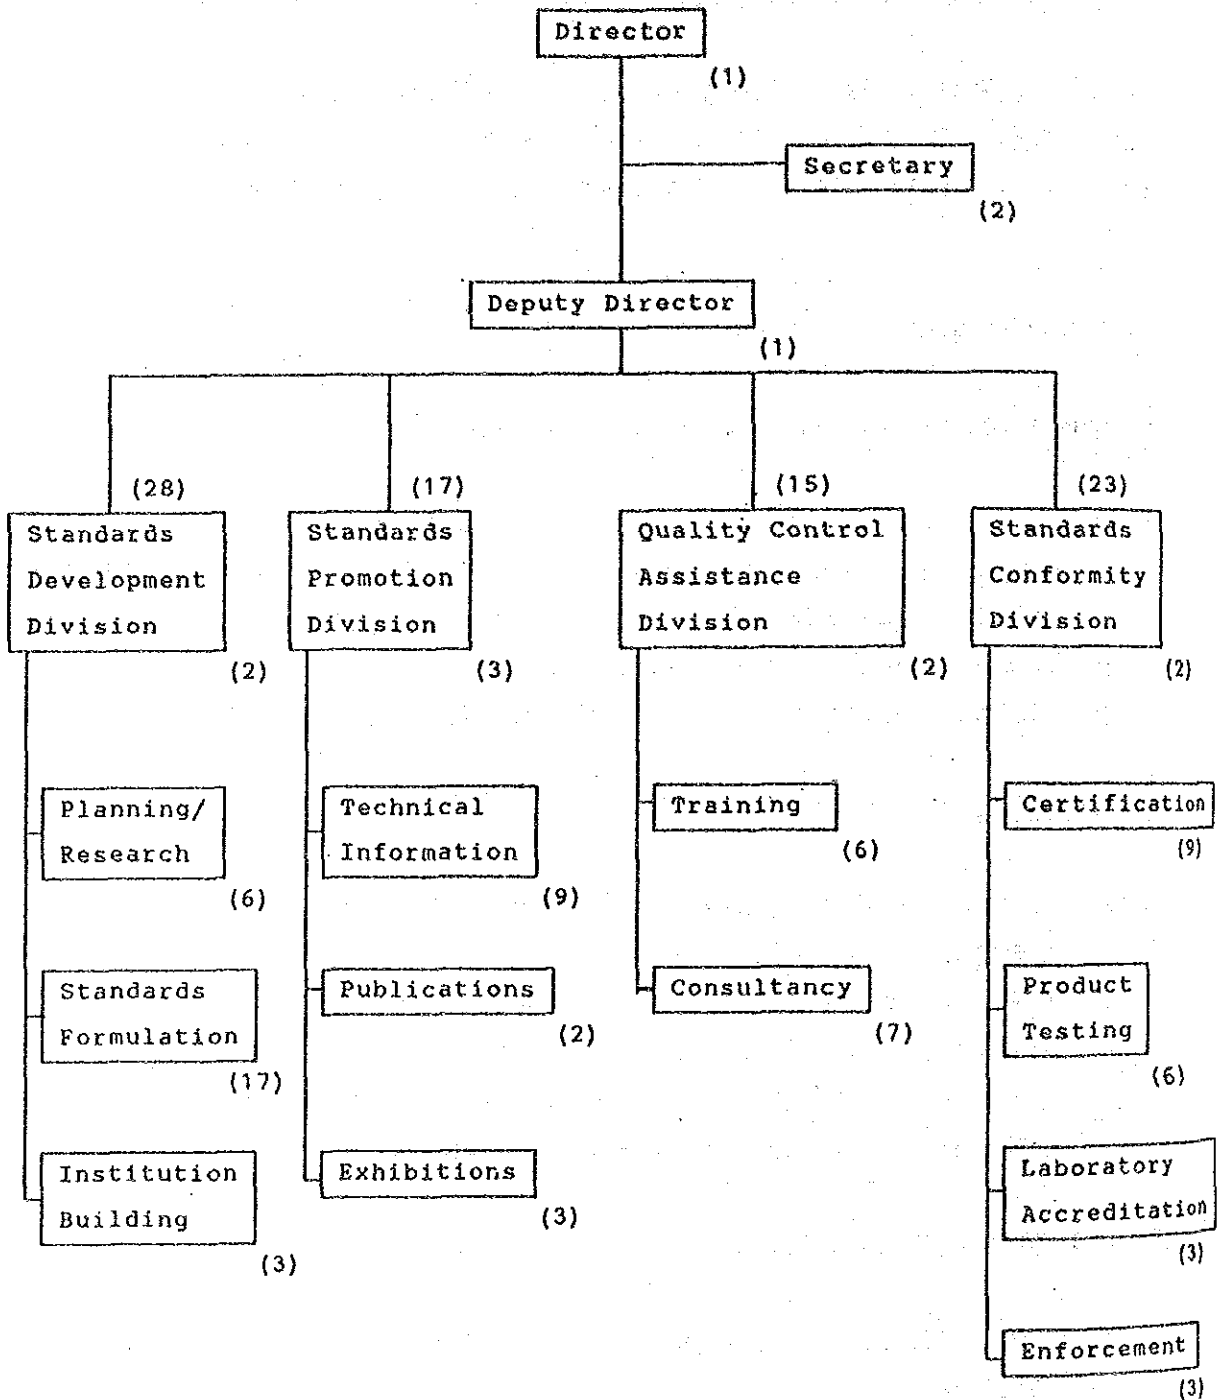 Director
(1)
Secretary
(2)
Deputy Director
(1)
(28)
Standards
Development
Division
(2)
Planning/
Research
(6)
Standards
Formulation
(17)
Institution
Building
(3)
(17)
Standards
Promotion
Division
(3)
Technical
Information
(9)
Publications
(2)
Exhibitions
(3)
(15)
Quality Control
Assistance
Division
(2)
Training
(6)
Consultancy
(7)
(23)
Standards
Conformity
Division
(2)
Certification
(9)
Product
Testing
(6)
Laboratory
Accreditation
(3)
Enforcement
(3)